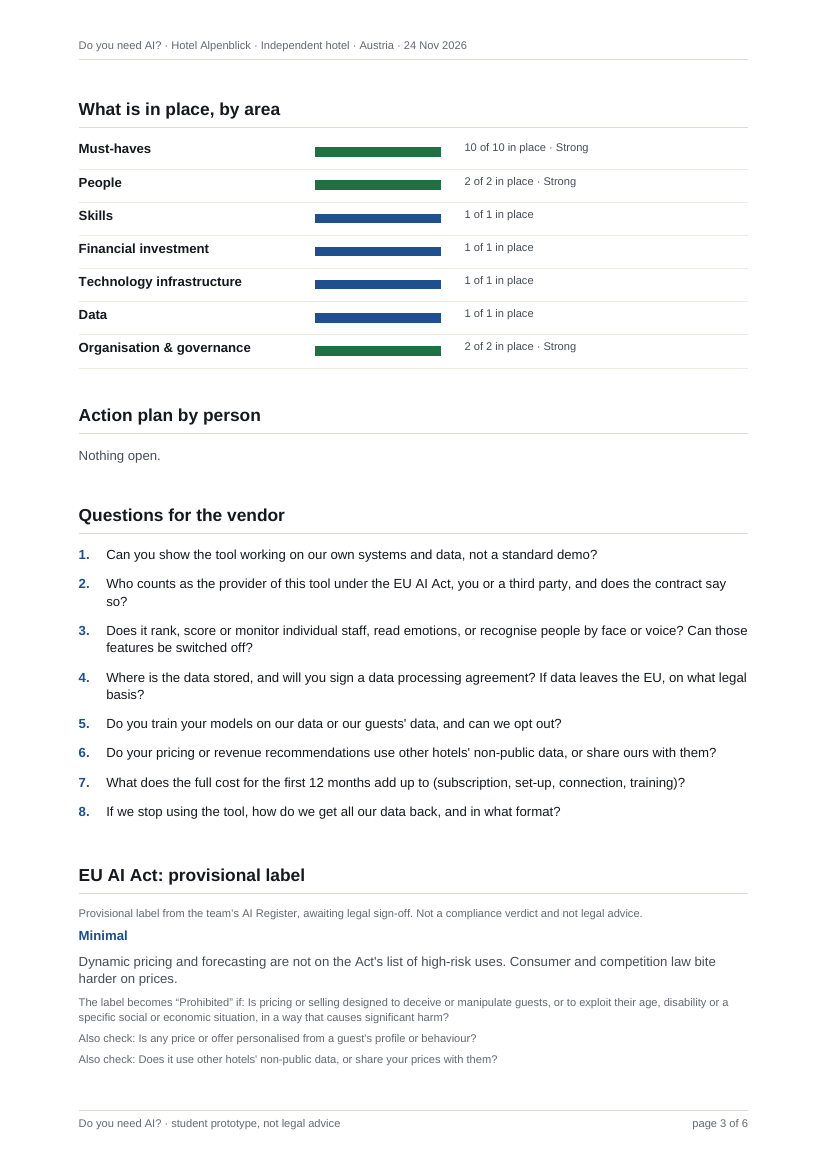 Do you need AI? · Hotel Alpenblick · Independent hotel · Austria · 24 Nov 2026
What is in place, by area
Must-haves 10 of 10 in place · Strong
People 2 of 2 in place · Strong
Skills 1 of 1 in place
Financial investment 1 of 1 in place
Technology infrastructure 1 of 1 in place
Data 1 of 1 in place
Organisation & governance 2 of 2 in place · Strong
Action plan by person
Nothing open.
Questions for the vendor
1. Can you show the tool working on our own systems and data, not a standard demo?
2. Who counts as the provider of this tool under the EU AI Act, you or a third party, and does the contract say
so?
3. Does it rank, score or monitor individual staff, read emotions, or recognise people by face or voice? Can those
features be switched off?
4. Where is the data stored, and will you sign a data processing agreement? If data leaves the EU, on what legal
basis?
5. Do you train your models on our data or our guests' data, and can we opt out?
6. Do your pricing or revenue recommendations use other hotels' non-public data, or share ours with them?
7. What does the full cost for the first 12 months add up to (subscription, set-up, connection, training)?
8. If we stop using the tool, how do we get all our data back, and in what format?
EU AI Act: provisional label
Provisional label from the team's AI Register, awaiting legal sign-off. Not a compliance verdict and not legal advice.
Minimal
Dynamic pricing and forecasting are not on the Act's list of high-risk uses. Consumer and competition law bite
harder on prices.
The label becomes “Prohibited” if: Is pricing or selling designed to deceive or manipulate guests, or to exploit their age, disability or a
specific social or economic situation, in a way that causes significant harm?
Also check: Is any price or offer personalised from a guest's profile or behaviour?
Also check: Does it use other hotels' non-public data, or share your prices with them?
Do you need AI? · student prototype, not legal advice page 3 of 6